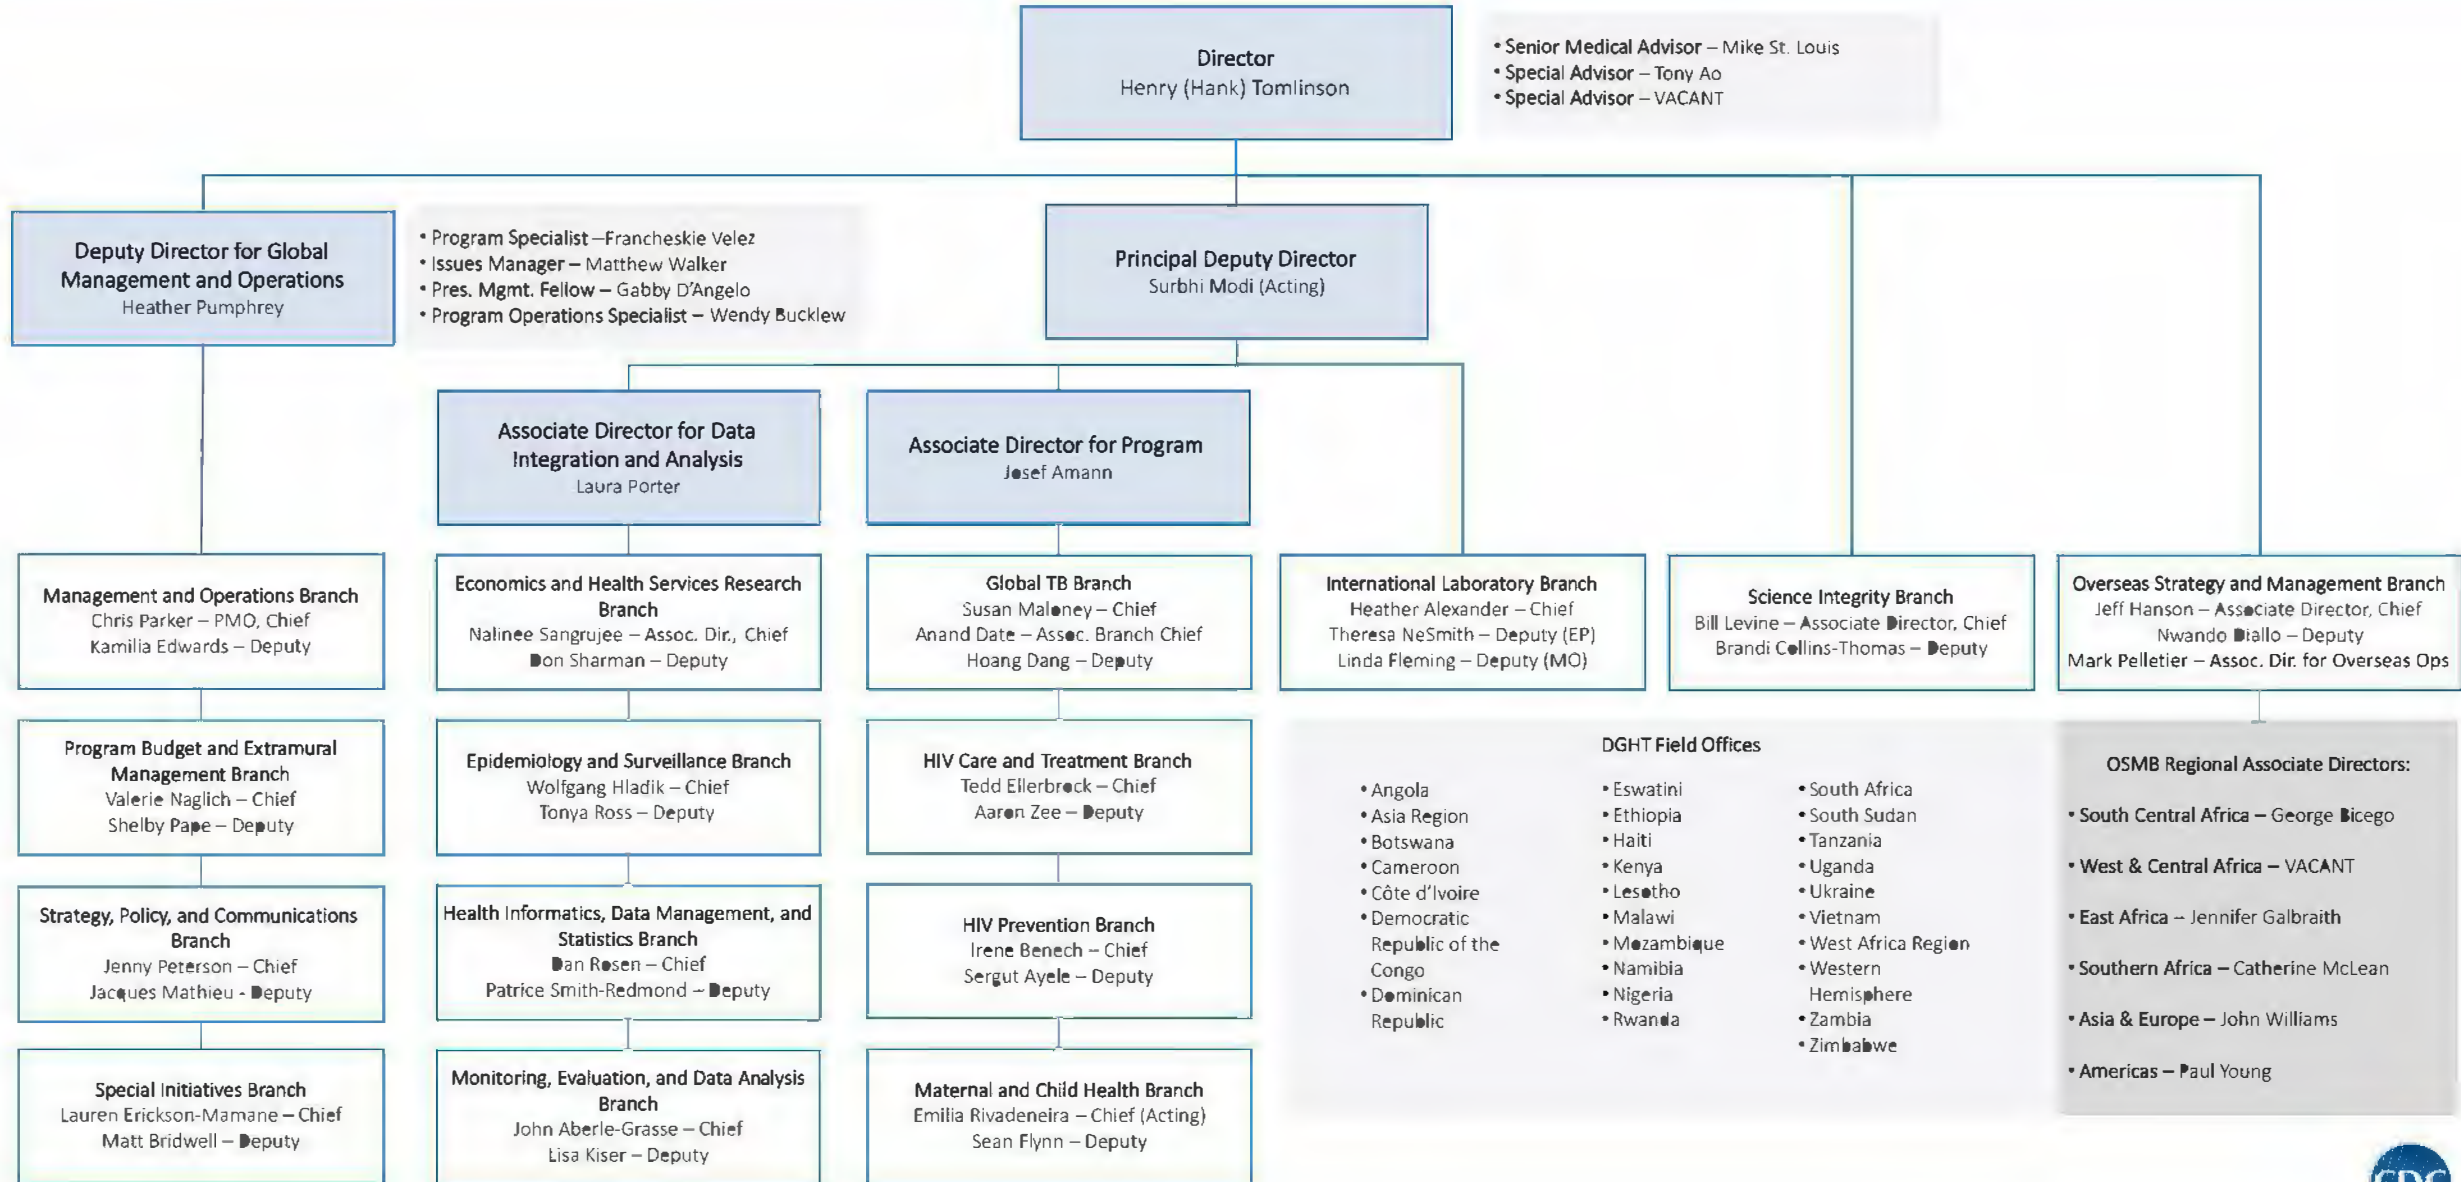 Director
Henry (Hank) Tomlinson
• Senior Medical Advisor – Mike St. Louis
• Special Advisor – Tony Ao
• Special Advisor – VACANT
Deputy Director for Global
Management and Operations
Heather Pumphrey
• Program Specialist –Francheskie Velez
• Issues Manager – Matthew Walker
• Pres. Mgmt. Fellow – Gabby D'Angelo
• Program Operations Specialist – Wendy Bucklew
Principal Deputy Director
Surbhi Modi (Acting)
Associate Director for Data
Integration and Analysis
Laura Porter
Associate Director for Program
Josef Amann
Management and Operations Branch
Chris Parker – PMO, Chief
Kamilia Edwards – Deputy
Economics and Health Services Research
Branch
Nalinee Sangrujee – Assoc. Dir., Chief
Don Sharman – Deputy
Global TB Branch
Susan Maloney – Chief
Anand Date – Assoc. Branch Chief
Hoang Dang – Deputy
International Laboratory Branch
Heather Alexander – Chief
Theresa NeSmith – Deputy (EP)
Linda Fleming – Deputy (MO)
Science Integrity Branch
Bill Levine – Associate Director, Chief
Brandi Collins-Thomas – Deputy
Overseas Strategy and Management Branch
Jeff Hanson – Associate Director, Chief
Nwando Diallo – Deputy
Mark Pelletier – Assoc. Dir. for Overseas Ops
Program Budget and Extramural
Management Branch
Valerie Naglich – Chief
Shelby Pape – Deputy
Epidemiology and Surveillance Branch
Wolfgang Hladik – Chief
Tonya Ross – Deputy
HIV Care and Treatment Branch
Tedd Ellerbrock – Chief
Aaron Zee – Deputy
Strategy, Policy, and Communications
Branch
Jenny Peterson – Chief
Jacques Mathieu - Deputy
Health Informatics, Data Management, and
Statistics Branch
Dan Rosen – Chief
Patrice Smith-Redmond – Deputy
HIV Prevention Branch
Irene Benech – Chief
Sergut Ayele – Deputy
Special Initiatives Branch
Lauren Erickson-Mamane – Chief
Matt Bridwell – Deputy
Monitoring, Evaluation, and Data Analysis
Branch
John Aberle-Grasse – Chief
Lisa Kiser – Deputy
Maternal and Child Health Branch
Emilia Rivadeneira – Chief (Acting)
Sean Flynn – Deputy
DGHT Field Offices
• Angola
• Asia Region
• Botswana
• Cameroon
• Côte d'Ivoire
• Democratic
Republic of the
Congo
• Dominican
Republic
• Eswatini
• Ethiopia
• Haiti
• Kenya
• Lesotho
• Malawi
• Mozambique
• Namibia
• Nigeria
• Rwanda
• South Africa
• South Sudan
• Tanzania
• Uganda
• Ukraine
• Vietnam
• West Africa Region
• Western
Hemisphere
• Zambia
• Zimbabwe
OSMB Regional Associate Directors:
• South Central Africa – George Bicego
• West & Central Africa – VACANT
• East Africa – Jennifer Galbraith
• Southern Africa – Catherine McLean
• Asia & Europe – John Williams
• Americas – Paul Young
CDC